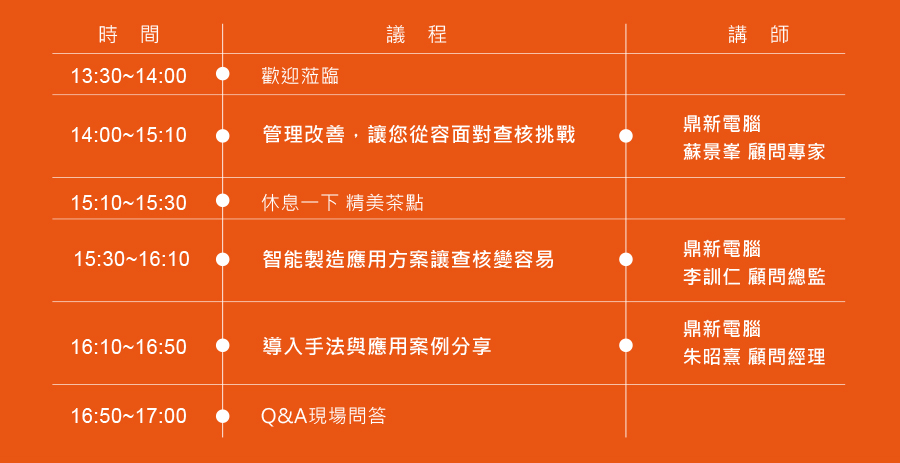 時 間 議 程 講 師
13:30~14:00 歡迎蒞臨
14:00~15:10 管理改善，讓您從容面對查核挑戰 鼎新電腦
蘇景峯 顧問專家
15:10~15:30 休息一下 精美茶點
15:30~16:10 智能製造應用方案讓查核變容易 鼎新電腦
李訓仁 顧問總監
16:10~16:50 導入手法與應用案例分享 鼎新電腦
朱昭熹 顧問經理
16:50~17:00 Q&A現場問答